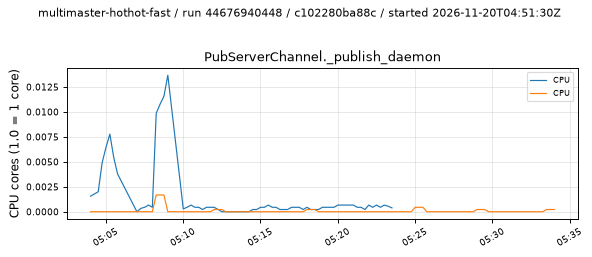 multimaster-hothot-fast / run 44676940448 / c102280ba88c / started 2026-11-20T04:51:30Z
PubServerChannel._publish_daemon
CPU cores (1.0 = 1 core)
0.0125
0.0100
0.0075
0.0050
0.0025
0.0000
CPU
CPU
05:05
05:10
05:15
05:20
05:25
05:30
05:35